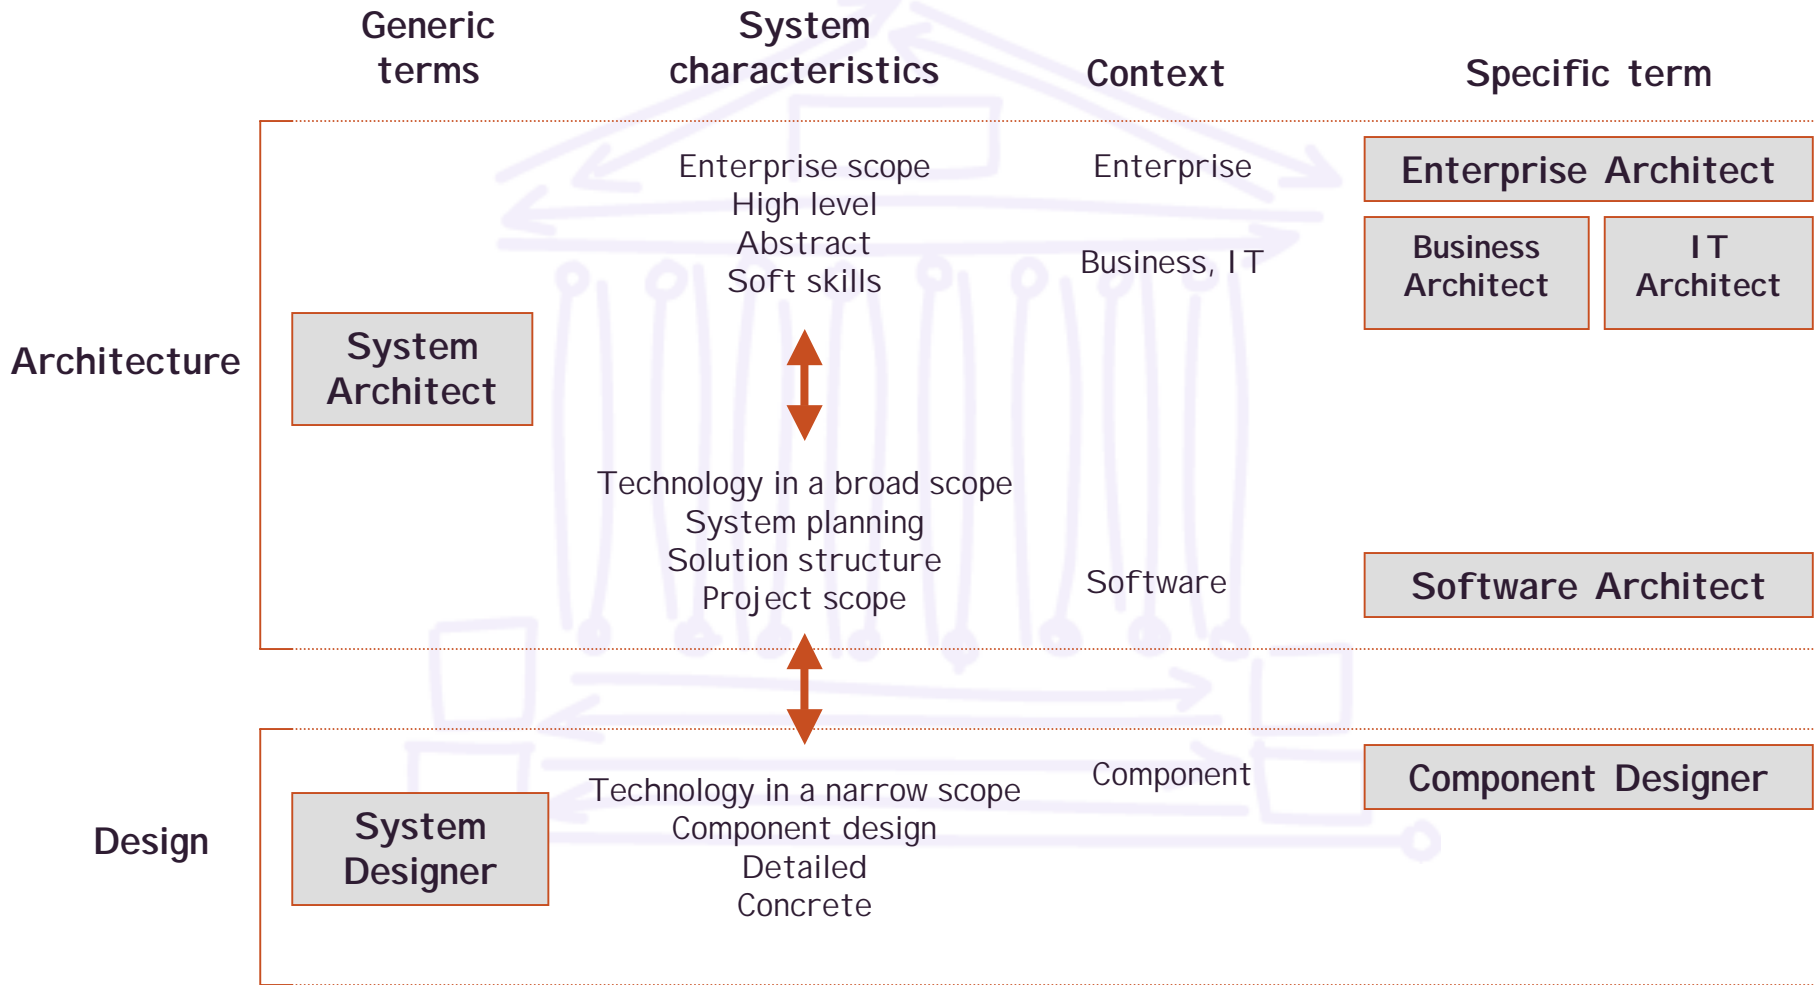 Generic
terms
System
characteristics
Context
Specific term
Architecture
System
Architect
Enterprise scope
High level
Abstract
Soft skills
Enterprise
Business, IT
Enterprise Architect
Business
Architect
IT
Architect
Technology in a broad scope
System planning
Solution structure
Project scope
Software
Software Architect
Design
System
Designer
Technology in a narrow scope
Component design
Detailed
Concrete
Component
Component Designer